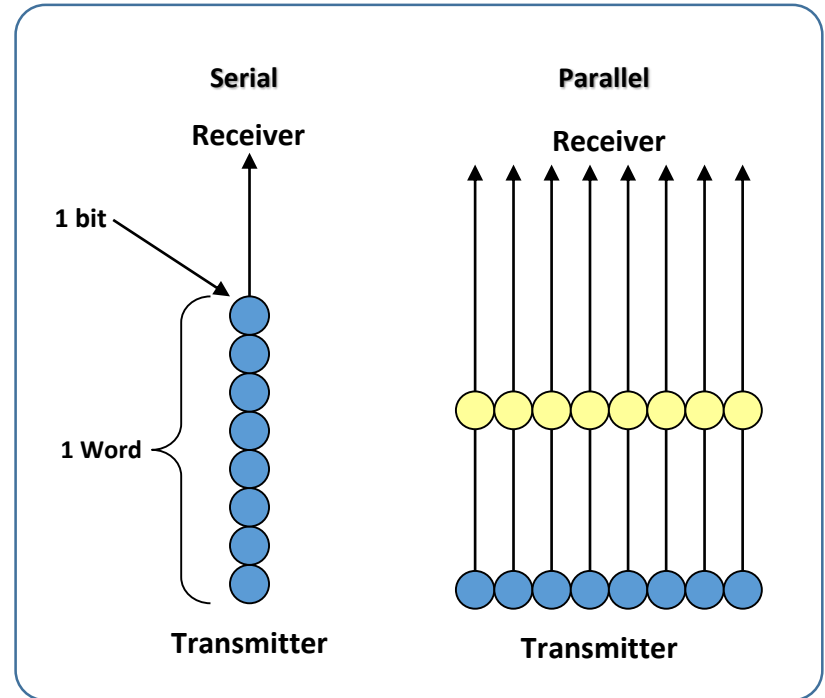 Serial
Receiver
1 bit
1 Word
Transmitter
Parallel
Receiver
Transmitter